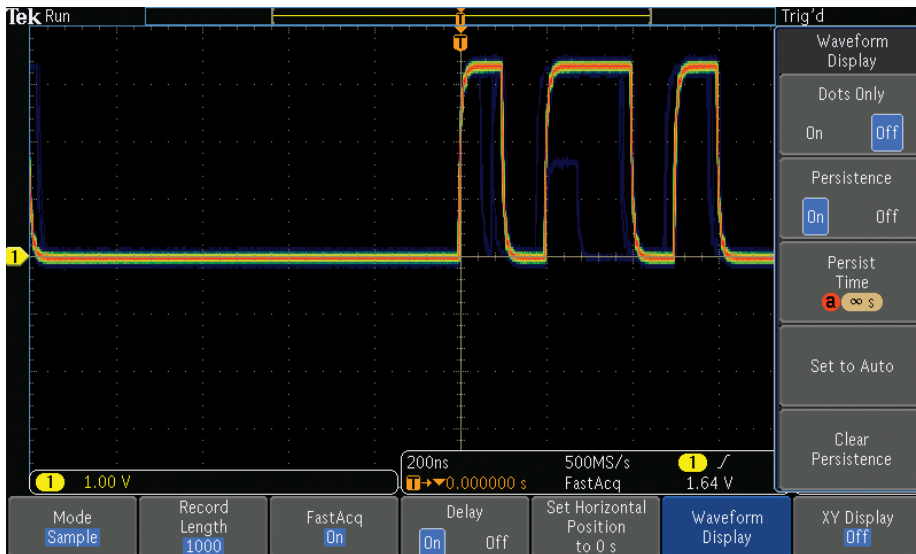 Tek Run
Trig'd
T
T
Waveform
Display
Dots Only
On Off
Persistence
On Off
Persist
Time
a ∞ s
Set to Auto
Clear
Persistence
1
1 1.00 V
200ns 500MS/s 1
T→▼0.000000 s FastAcq 1.64 V
Mode
Sample
Record
Length
1000
FastAcq
On
Delay
On Off
Set Horizontal
Position
to 0 s
Waveform
Display
XY Display
Off